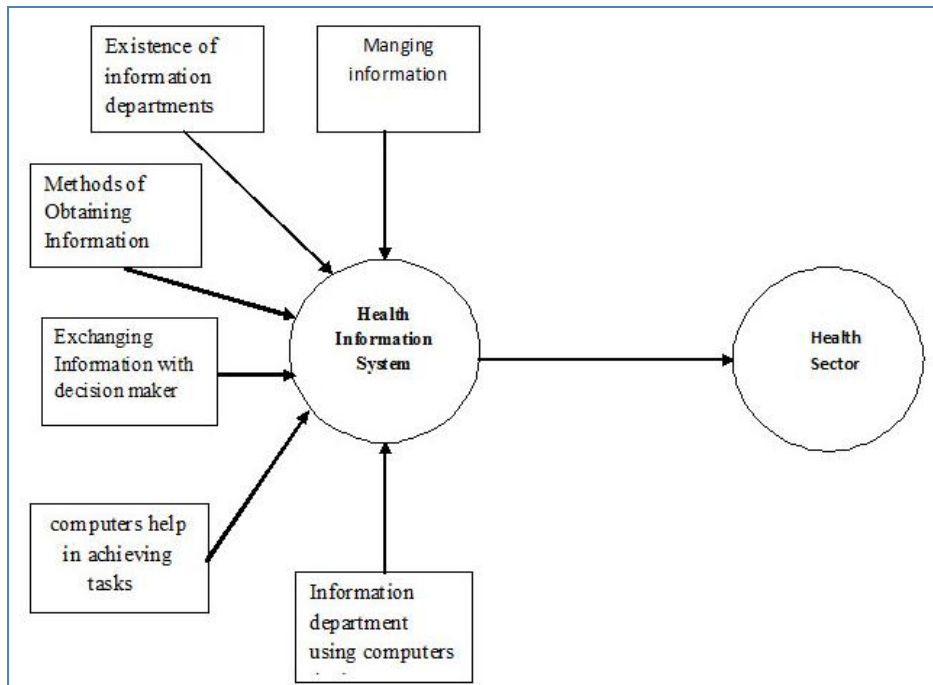 Existence of
information
departments
Manging
information
Methods of
Obtaining
Information
Exchanging
Information with
decision maker
computers help
in achieving
tasks
Information
department
using computers
Health
Information
System
Health
Sector